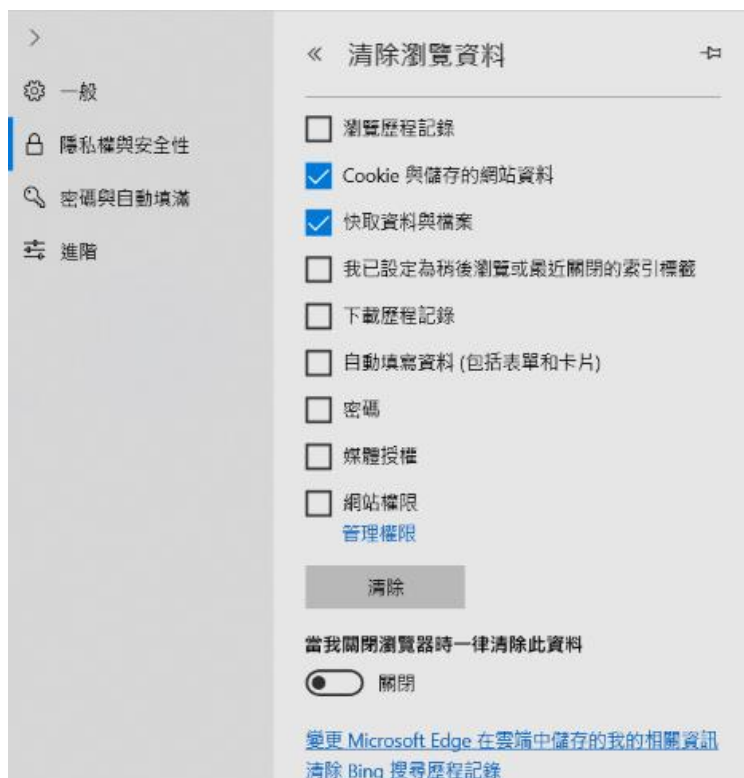 一般
隱私權與安全性
密碼與自動填滿
進階
« 清除瀏覽資料
瀏覽歷程記錄
Cookie 與儲存的網站資料
快取資料與檔案
我已設定為稍後瀏覽或最近關閉的索引標籤
下載歷程記錄
自動填寫資料 (包括表單和卡片)
密碼
媒體授權
網站權限
管理權限
清除
當我關閉瀏覽器時一律清除此資料
關閉
變更 Microsoft Edge 在雲端中儲存的我的相關資訊
清除 Bing 搜尋歷程記錄